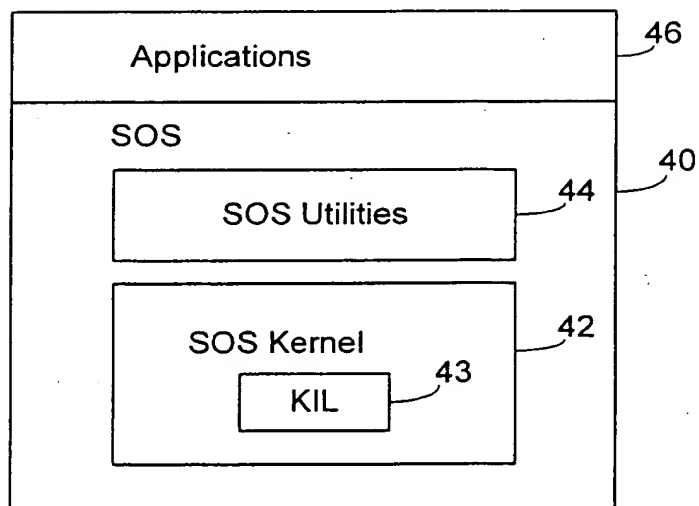 Applications
46
SOS
40
SOS Utilities
44
SOS Kernel
42
KIL
43